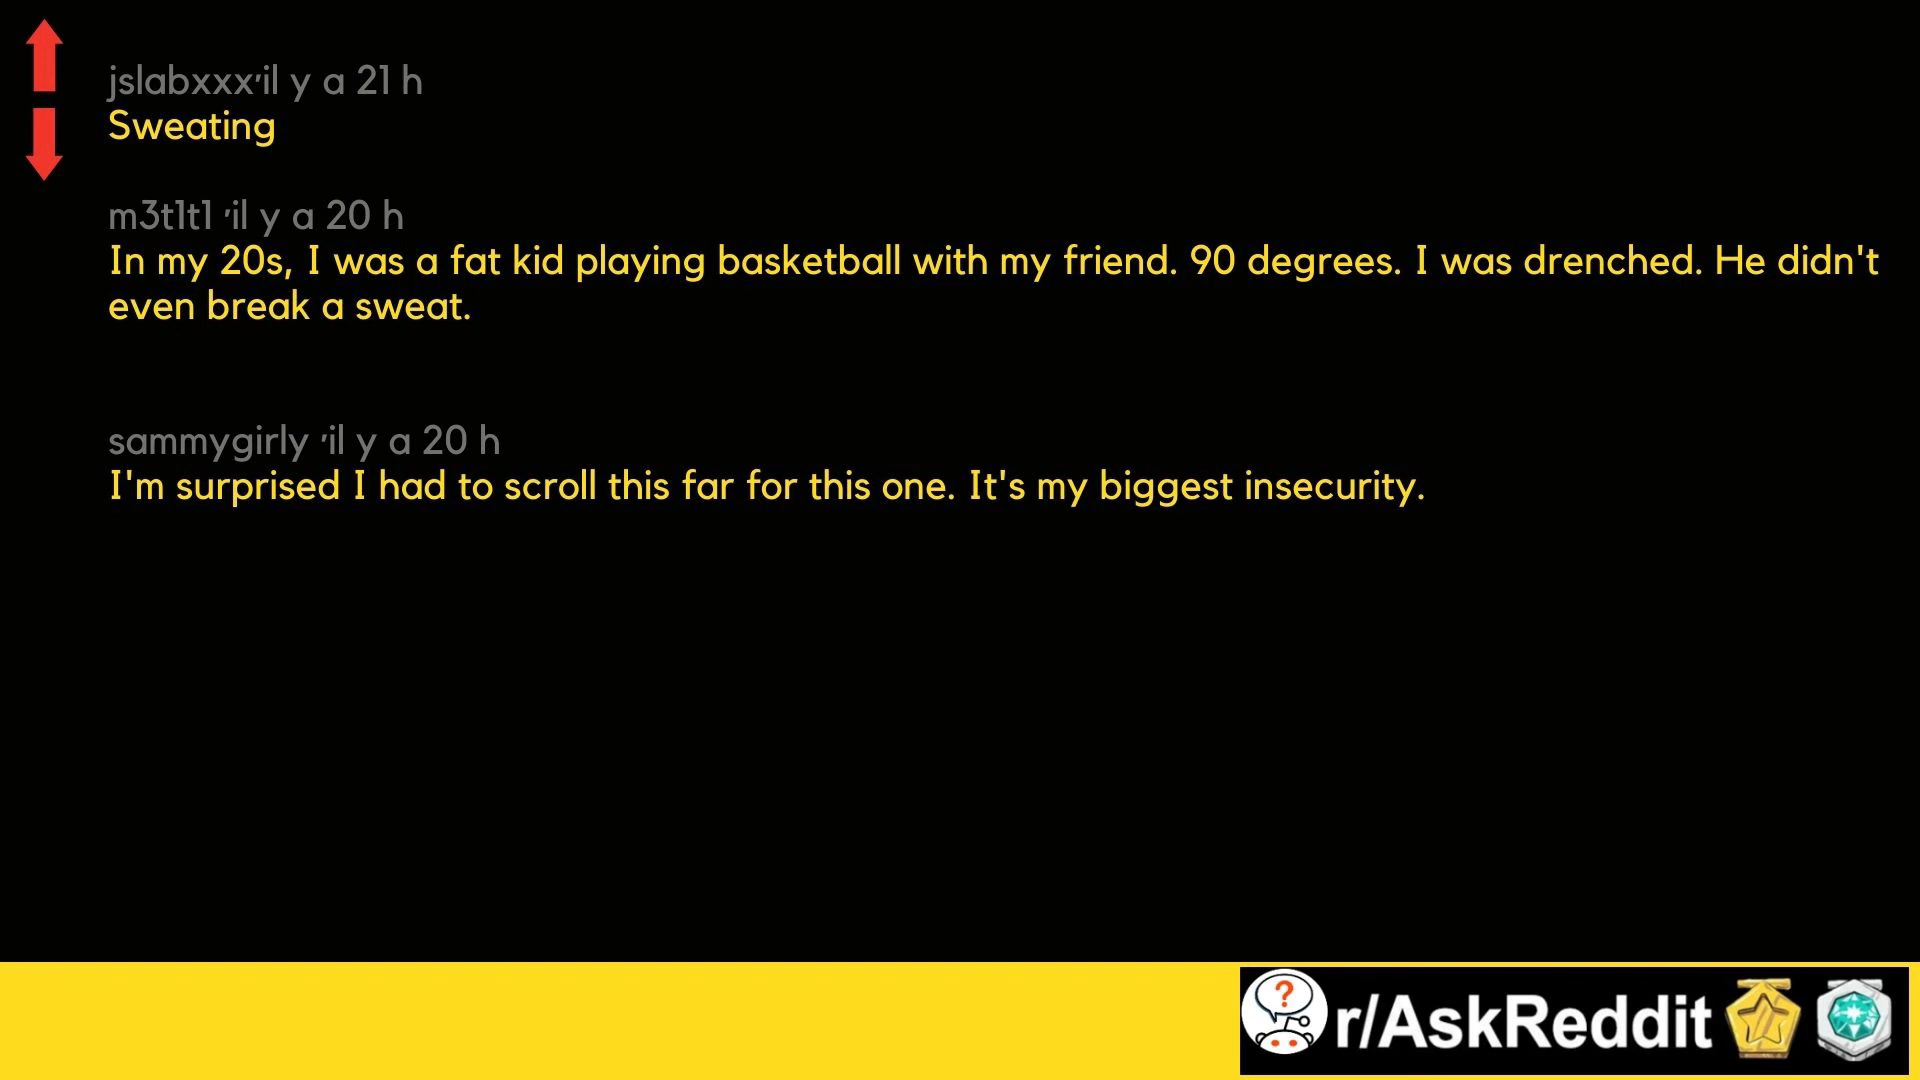 jslabxxx·il y a 21 h
Sweating
m3t1t1 ·il y a 20 h
In my 20s, I was a fat kid playing basketball with my friend. 90 degrees. I was drenched. He didn't
even break a sweat.
sammygirly ·il y a 20 h
I'm surprised I had to scroll this far for this one. It's my biggest insecurity.
?
r/AskReddit